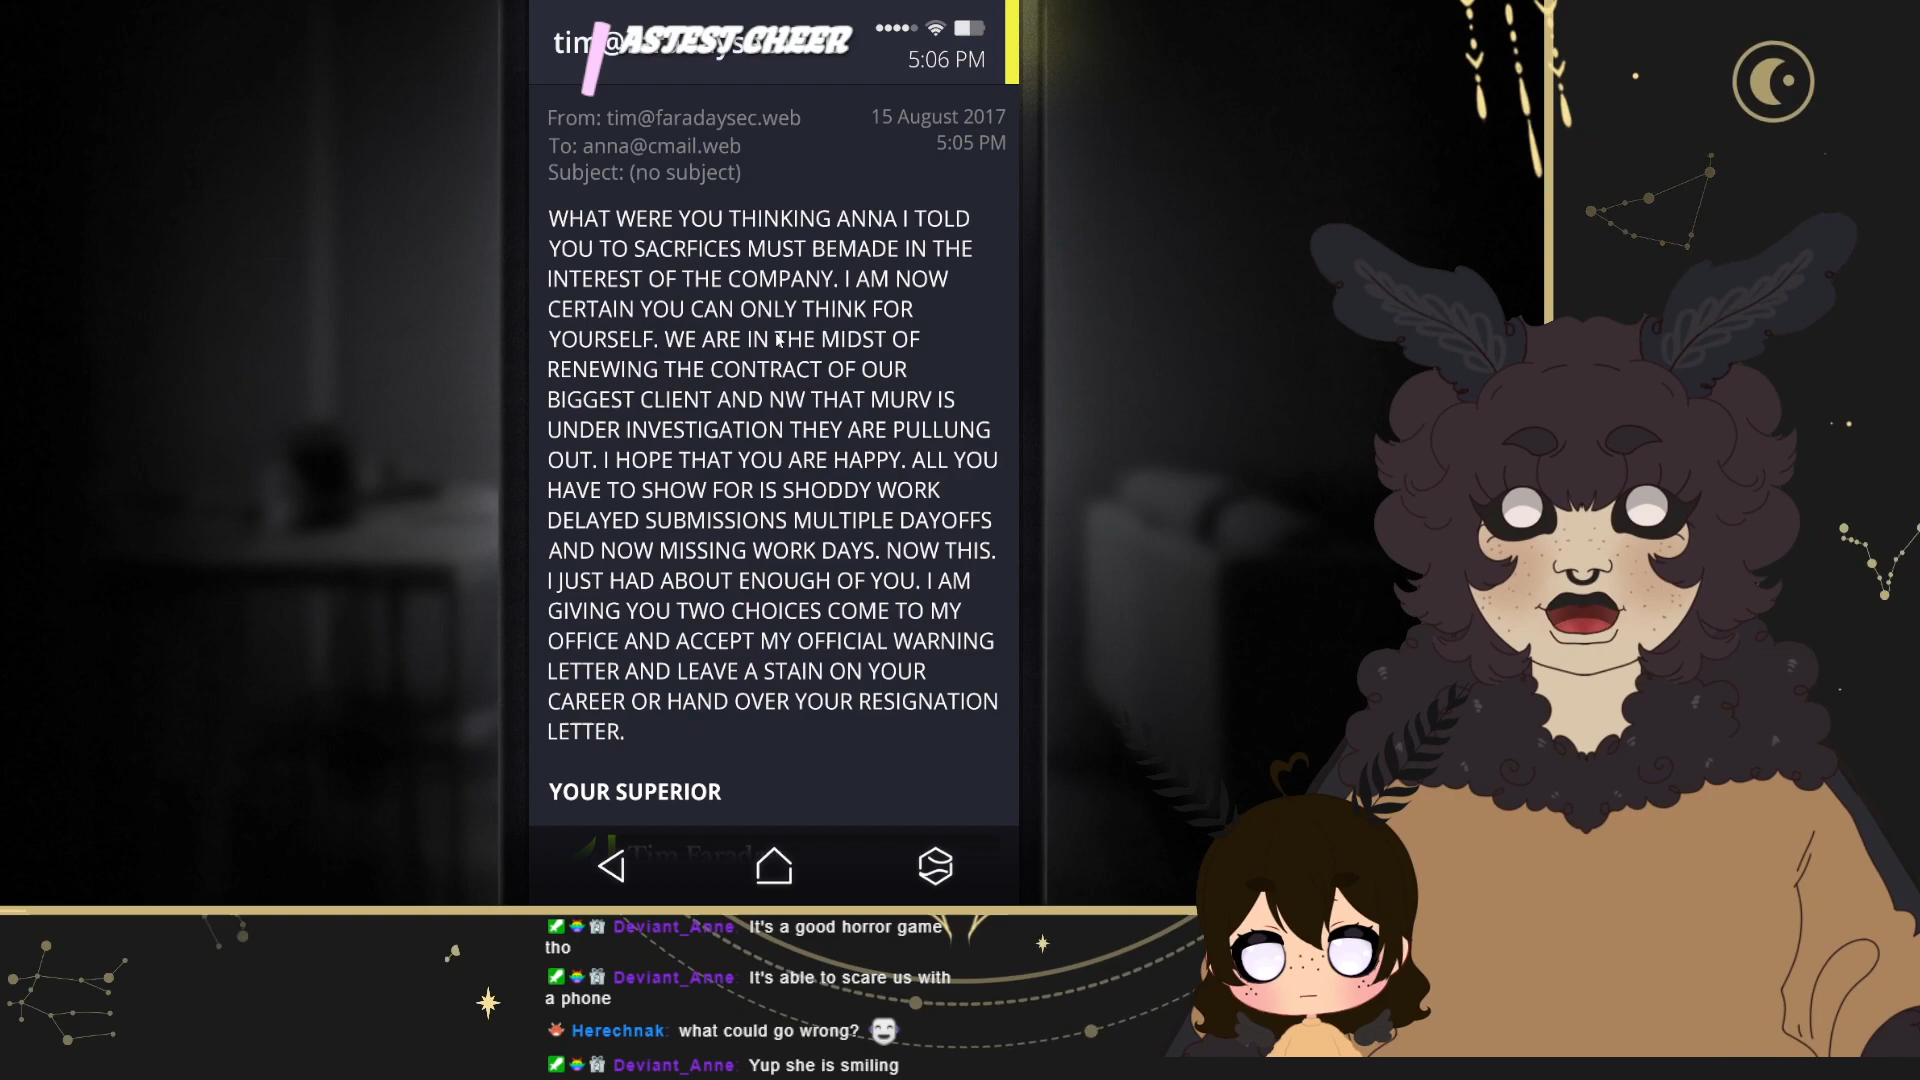 tim@faradaysec
ASTEST CHEER
5:06 PM
From: tim@faradaysec.web
15 August 2017
To: anna@cmail.web
5:05 PM
Subject: (no subject)
WHAT WERE YOU THINKING ANNA I TOLD
YOU TO SACRFICES MUST BEMADE IN THE
INTEREST OF THE COMPANY. I AM NOW
CERTAIN YOU CAN ONLY THINK FOR
YOURSELF. WE ARE IN THE MIDST OF
RENEWING THE CONTRACT OF OUR
BIGGEST CLIENT AND NW THAT MURV IS
UNDER INVESTIGATION THEY ARE PULLUNG
OUT. I HOPE THAT YOU ARE HAPPY. ALL YOU
HAVE TO SHOW FOR IS SHODDY WORK
DELAYED SUBMISSIONS MULTIPLE DAYOFFS
AND NOW MISSING WORK DAYS. NOW THIS.
I JUST HAD ABOUT ENOUGH OF YOU. I AM
GIVING YOU TWO CHOICES COME TO MY
OFFICE AND ACCEPT MY OFFICIAL WARNING
LETTER AND LEAVE A STAIN ON YOUR
CAREER OR HAND OVER YOUR RESIGNATION
LETTER.
YOUR SUPERIOR
Tim Farad
Deviant_Anne: It's a good horror game
tho
Deviant_Anne: It's able to scare us with
a phone
Herechnak: what could go wrong?
Deviant_Anne: Yup she is smiling